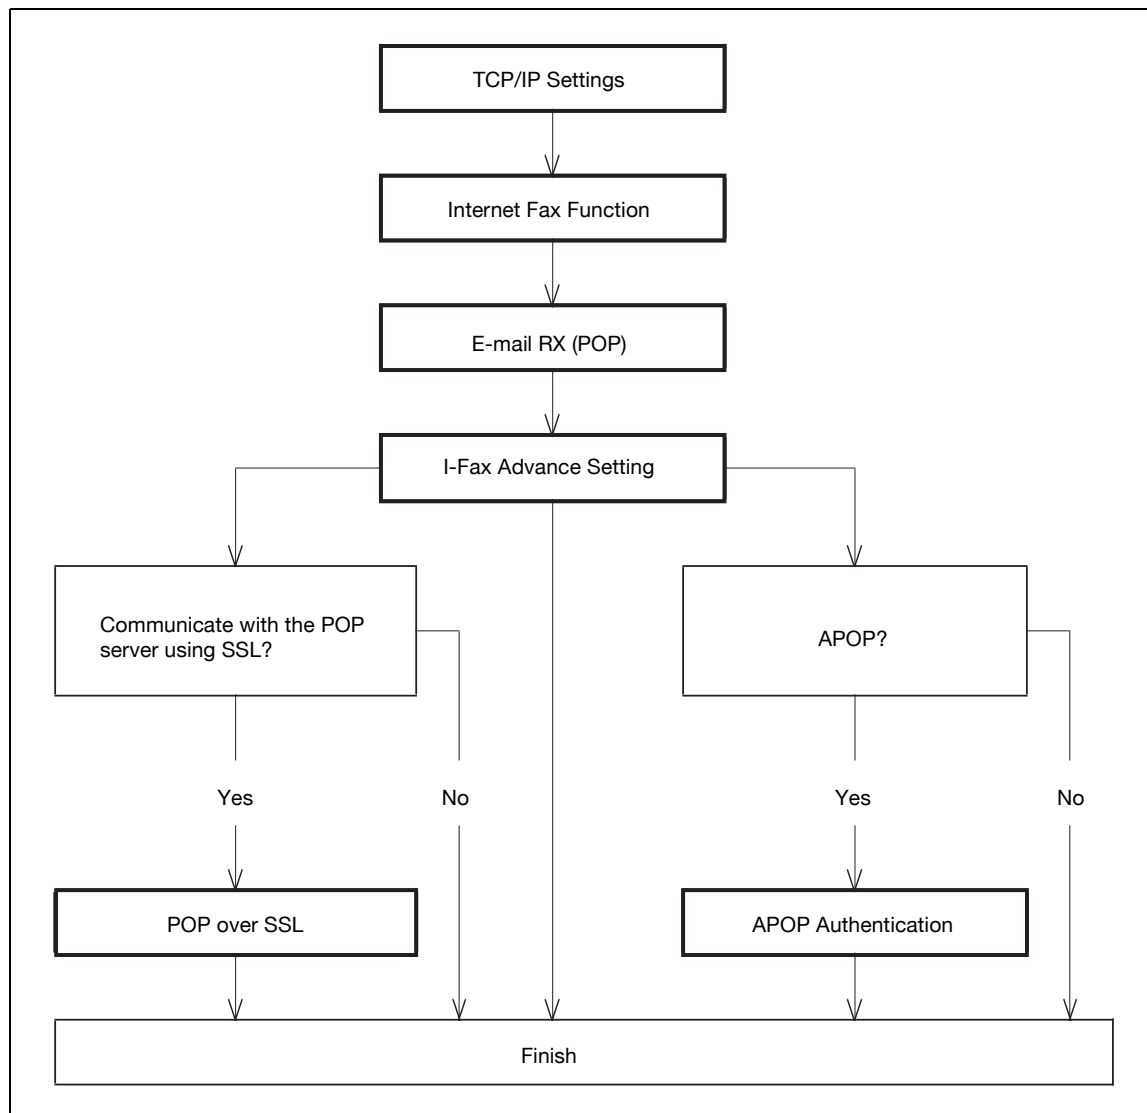 TCP/IP Settings
Internet Fax Function
E-mail RX (POP)
I-Fax Advance Setting
Communicate with the POP
server using SSL?
APOP?
Yes
No
Yes
No
POP over SSL
APOP Authentication
Finish